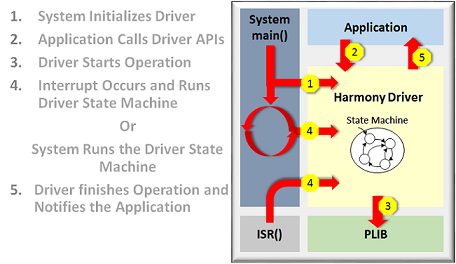 1. System Initializes Driver
2. Application Calls Driver APIs
3. Driver Starts Operation
4. Interrupt Occurs and Runs
Driver State Machine
Or
System Runs the Driver State
Machine
5. Driver finishes Operation and
Notifies the Application
System
main()
Application
2
5
1
Harmony Driver
State Machine
4
4
3
ISR()
PLIB